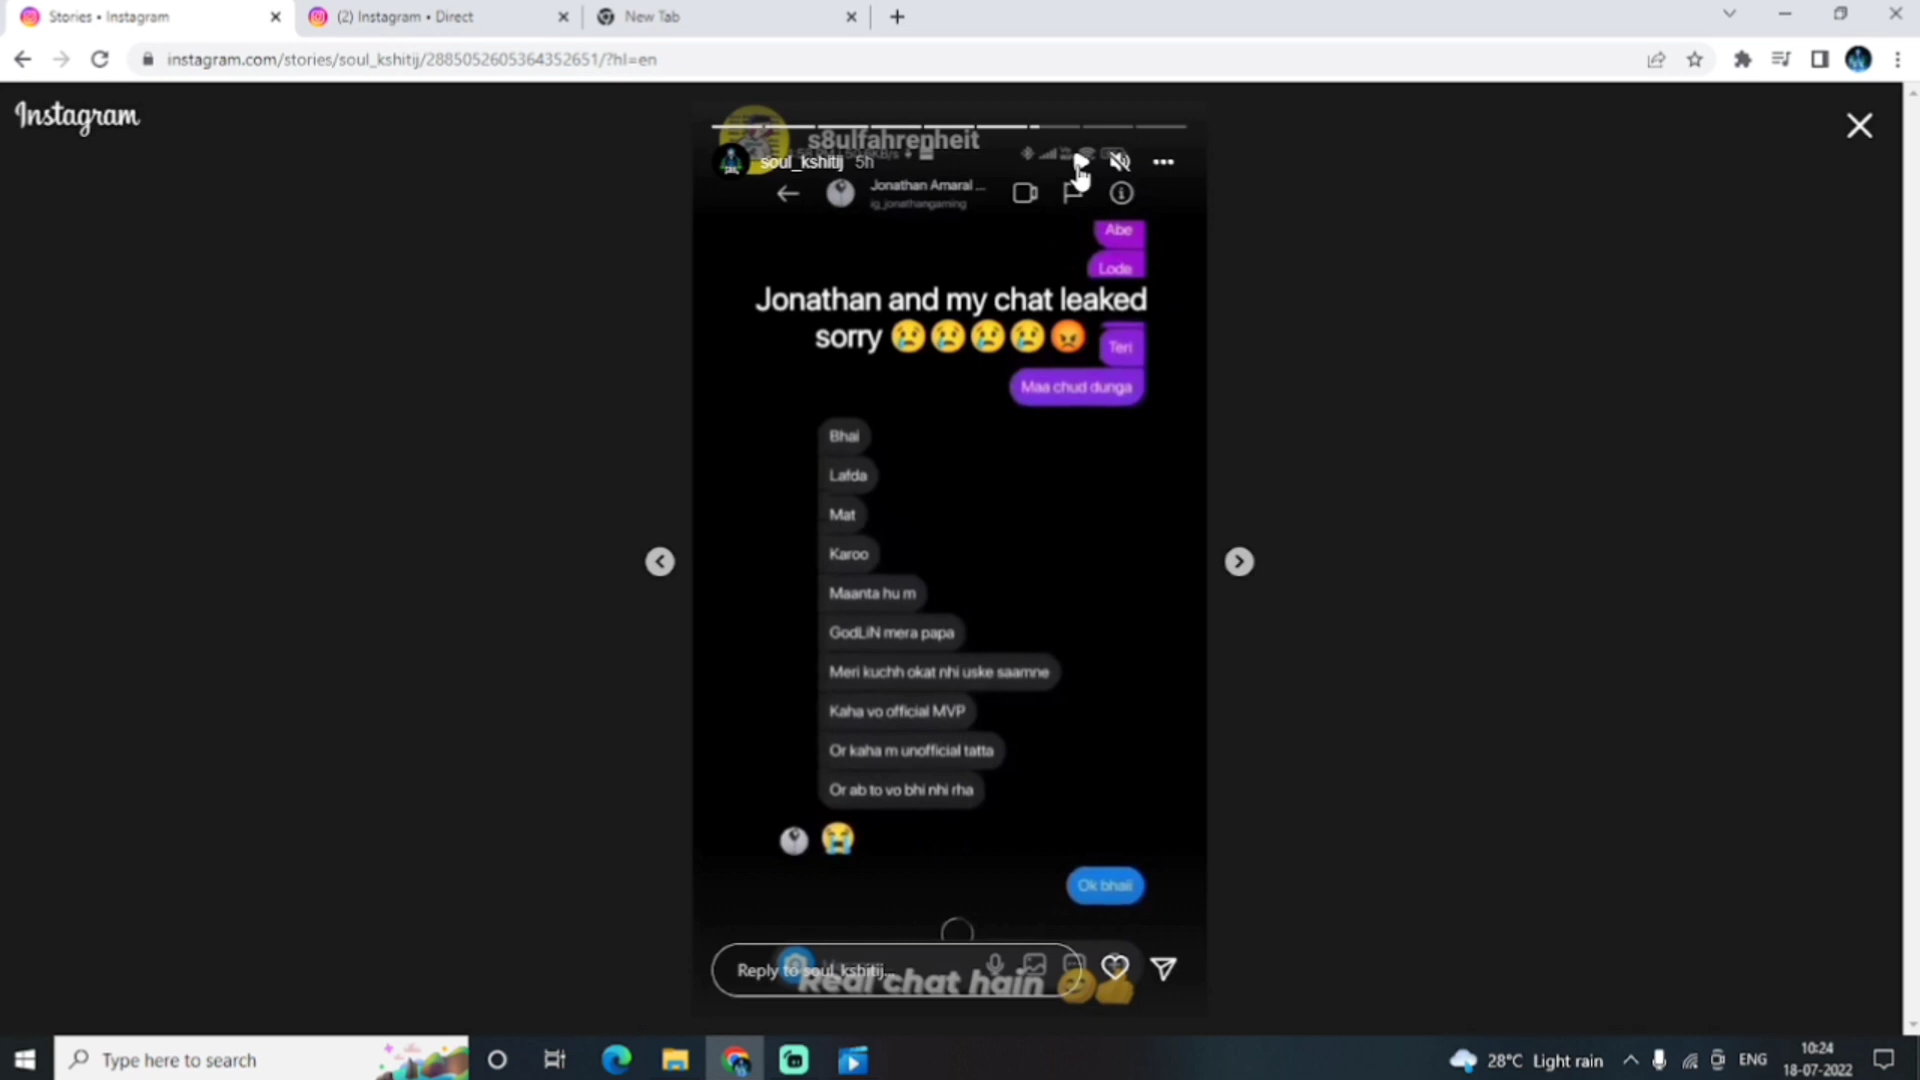 Stories • Instagram
(2) Instagram • Direct
New Tab
instagram.com/stories/soul_kshitij/2885052605364352651/?hl=en
Instagram
s8ulfahrenheit
soul_kshitij 5h
Jonathan Amaral ...
ig_jonathangaming
Abe
Lode
Jonathan and my chat leaked
sorry 😢😢😢😢😡
Teri
Maa chud dunga
Bhai
Lafda
Mat
Karoo
Maanta hu m
GodLiN mera papa
Meri kuchh okat nhi uske saamne
Kaha vo official MVP
Or kaha m unofficial tatta
Or ab to vo bhi nhi rha
😭
Ok bhaii
Reply to soul_kshitij...
Real chat hain
Type here to search
28°C Light rain
ENG
10:24
18-07-2022